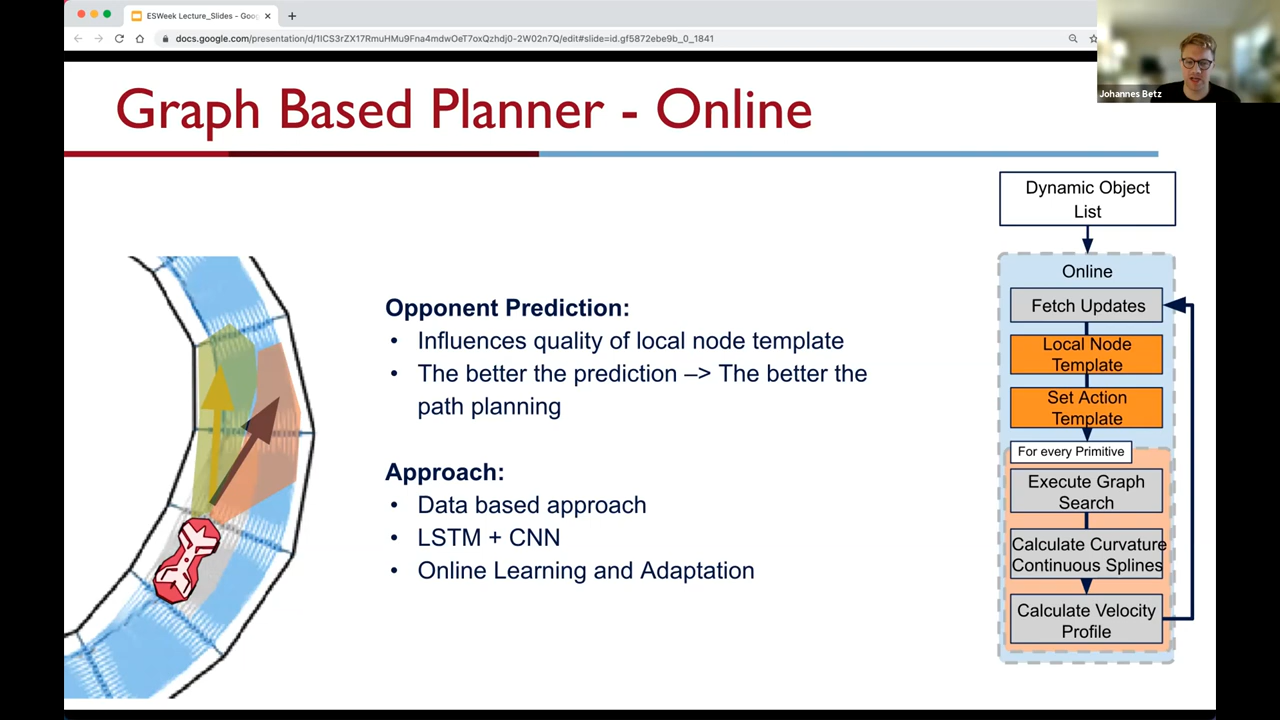 ESWeek Lecture_Slides - Goo
docs.google.com/presentation/d/1ICS3rZX17RmuHMu9Fna4mdwOeT7oxQzhdj0-2W02n7Q/edit#slide=id.gf5872ebe9b_0_1841
Johannes Betz
Graph Based Planner - Online
Opponent Prediction:
• Influences quality of local node template
• The better the prediction –> The better the
path planning
Approach:
• Data based approach
• LSTM + CNN
• Online Learning and Adaptation
Dynamic Object
List
Online
Fetch Updates
Local Node
Template
Set Action
Template
For every Primitive
Execute Graph
Search
Calculate Curvature
Continuous Splines
Calculate Velocity
Profile